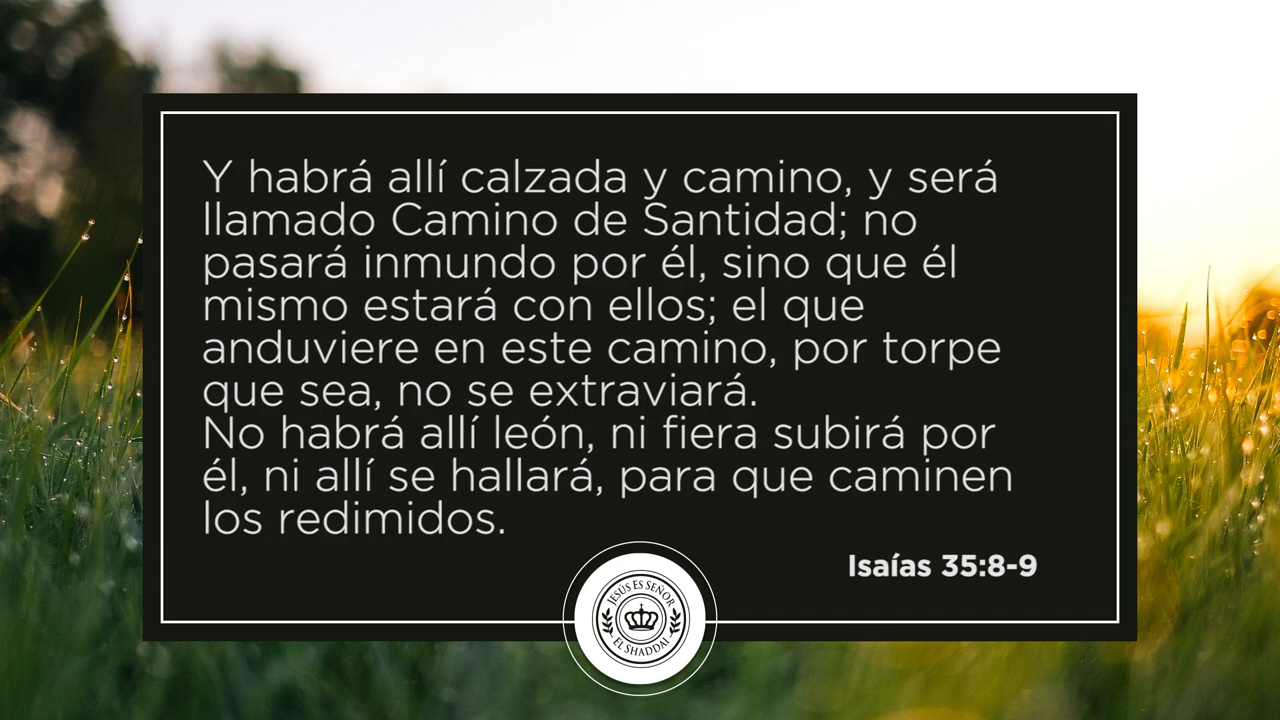 Y habrá allí calzada y camino, y será
llamado Camino de Santidad; no
pasará inmundo por él, sino que él
mismo estará con ellos; el que
anduviere en este camino, por torpe
que sea, no se extraviará.
No habrá allí león, ni fiera subirá por
él, ni allí se hallará, para que caminen
los redimidos.
Isaías 35:8-9
JESÚS ES SEÑOR
EL SHADDAI